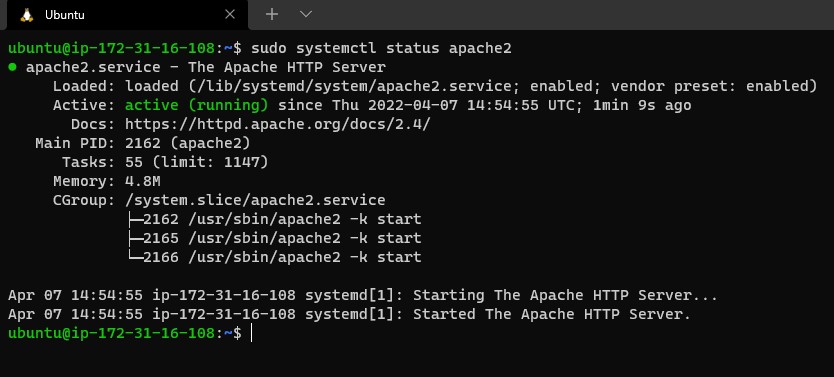 Ubuntu
ubuntu@ip-172-31-16-108:~$ sudo systemctl status apache2
● apache2.service - The Apache HTTP Server
Loaded: loaded (/lib/systemd/system/apache2.service; enabled; vendor preset: enabled)
Active: active (running) since Thu 2022-04-07 14:54:55 UTC; 1min 9s ago
Docs: https://httpd.apache.org/docs/2.4/
Main PID: 2162 (apache2)
Tasks: 55 (limit: 1147)
Memory: 4.8M
CGroup: /system.slice/apache2.service
├─2162 /usr/sbin/apache2 -k start
├─2165 /usr/sbin/apache2 -k start
└─2166 /usr/sbin/apache2 -k start
Apr 07 14:54:55 ip-172-31-16-108 systemd[1]: Starting The Apache HTTP Server...
Apr 07 14:54:55 ip-172-31-16-108 systemd[1]: Started The Apache HTTP Server.
ubuntu@ip-172-31-16-108:~$